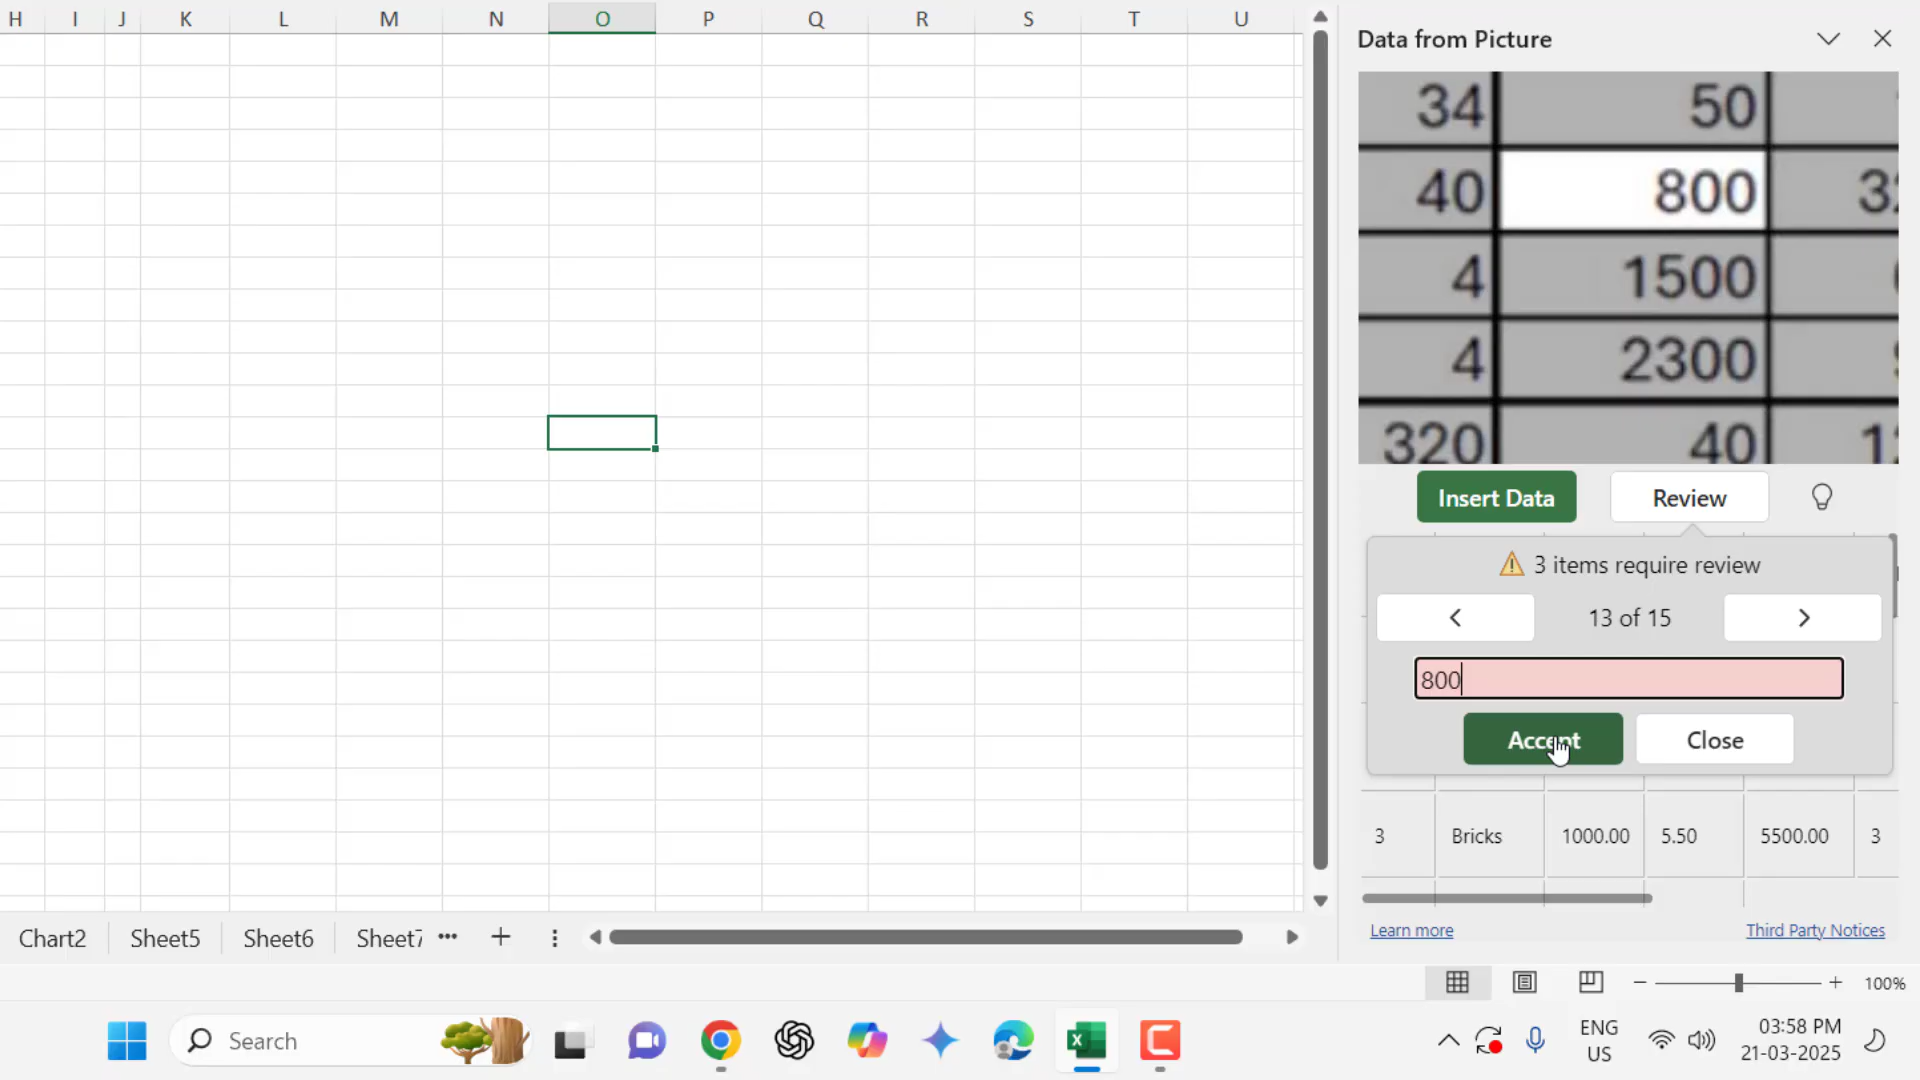 H I J K L M N O P Q R S T U
Data from Picture
34 50
40 800
4 1500
4 2300
320 40
Insert Data Review
3 items require review
13 of 15
800
Accept Close
3 Bricks 1000.00 5.50 5500.00 3
Learn more Third Party Notices
Chart2 Sheet5 Sheet6 Sheet7 ••• +
100%
Search
ENG
US
03:58 PM
21-03-2025